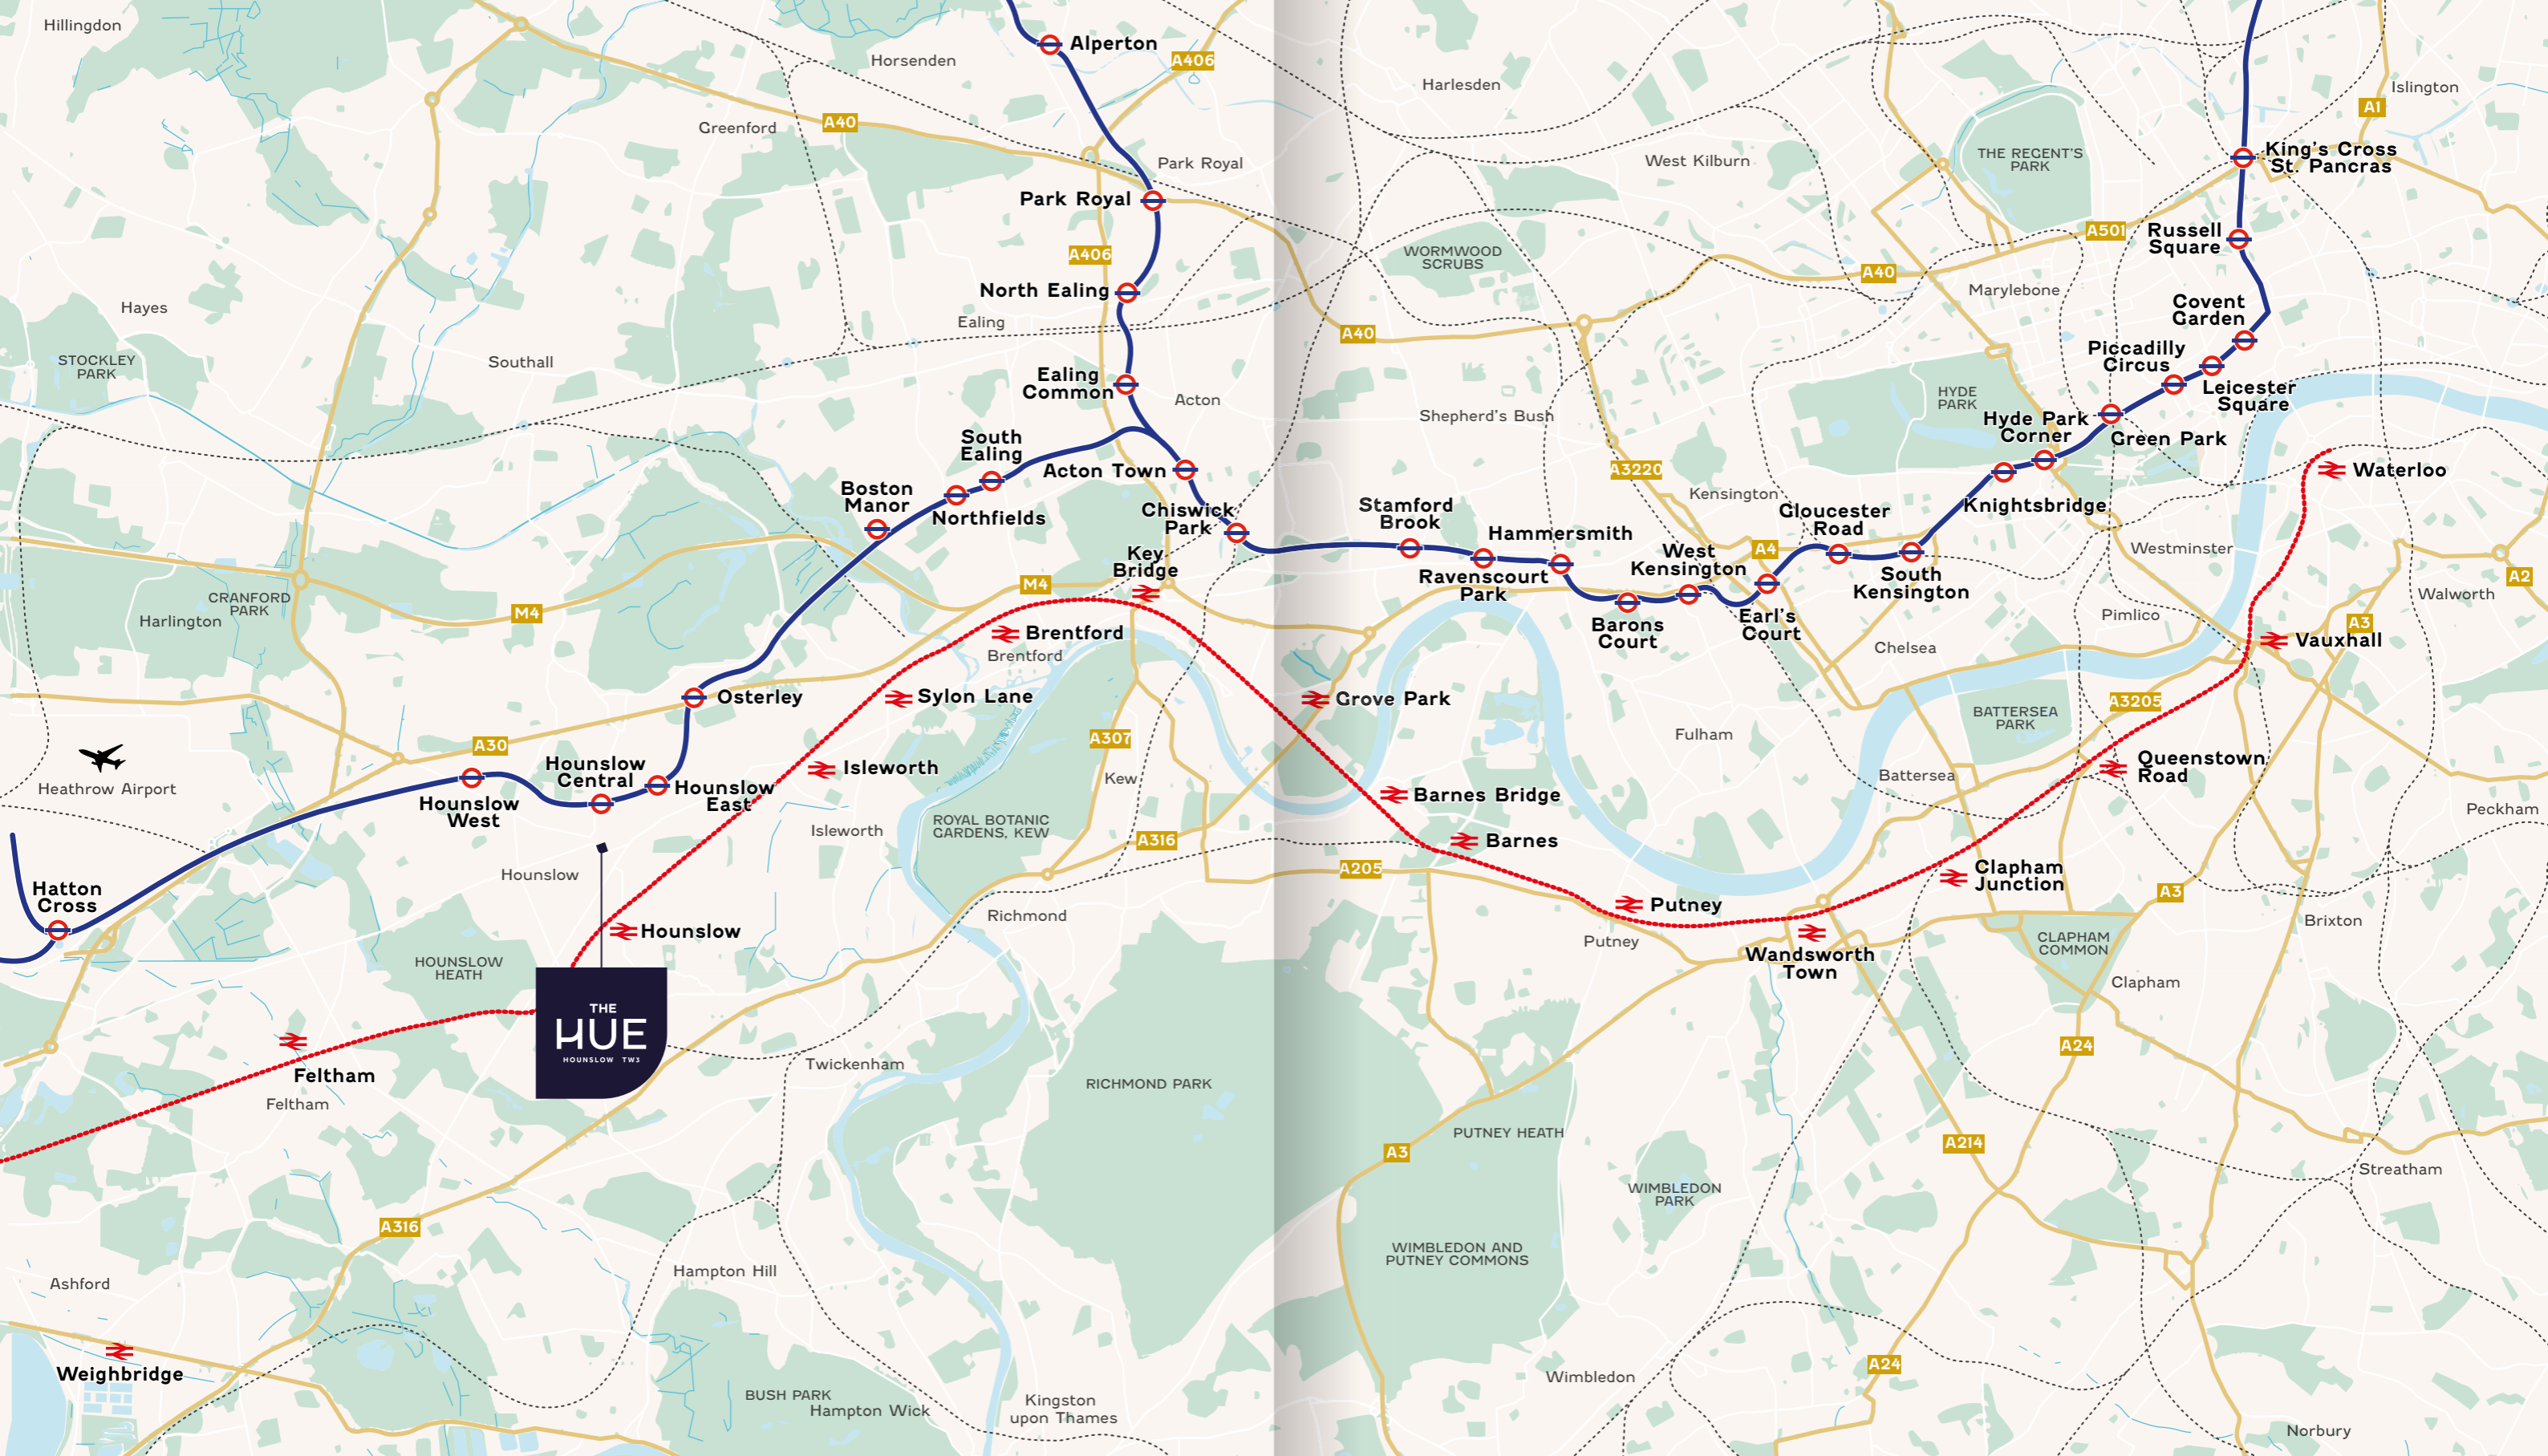 Hillingdon
Alperton
Horsenden
A406
Harlesden
Islington
A1
Greenford
A40
Park Royal
West Kilburn
THE REGENT'S
PARK
King's Cross
St. Pancras
Park Royal
A501
Russell
Square
A406
WORMWOOD
SCRUBS
A40
North Ealing
Marylebone
Hayes
Ealing
Covent
Garden
A40
STOCKLEY
PARK
Southall
Piccadilly
Circus
Ealing
Common
Acton
HYDE
PARK
Leicester
Square
Shepherd's Bush
Hyde Park
Corner
Green Park
South
Ealing
Acton Town
A3220
Waterloo
Boston
Manor
Northfields
Chiswick
Park
Stamford
Brook
Kensington
Knightsbridge
Hammersmith
Gloucester
Road
Key
Bridge
West
Kensington
A4
Westminster
M4
Ravenscourt
Park
South
Kensington
A2
CRANFORD
PARK
M4
Harlington
Barons
Court
Earl's
Court
Pimlico
Walworth
A3
Brentford
Brentford
Chelsea
Vauxhall
Osterley
Sylon Lane
Grove Park
A3205
BATTERSEA
PARK
A30
A307
Fulham
Heathrow Airport
Hounslow
Central
Isleworth
Kew
Battersea
Queenstown
Road
Hounslow
West
Hounslow
East
Barnes Bridge
Peckham
Isleworth
ROYAL BOTANIC
GARDENS, KEW
A316
Barnes
Hatton
Cross
Hounslow
A205
Clapham
Junction
A3
Richmond
Putney
Brixton
Hounslow
Putney
CLAPHAM
COMMON
HOUNSLOW
HEATH
Wandsworth
Town
Clapham
THE
HUE
HOUNSLOW TW3
A24
Feltham
Twickenham
RICHMOND PARK
Feltham
PUTNEY HEATH
A3
A214
Streatham
WIMBLEDON
PARK
A316
WIMBLEDON AND
PUTNEY COMMONS
Ashford
Hampton Hill
Weighbridge
A24
Wimbledon
BUSH PARK
Hampton Wick
Kingston
upon Thames
Norbury